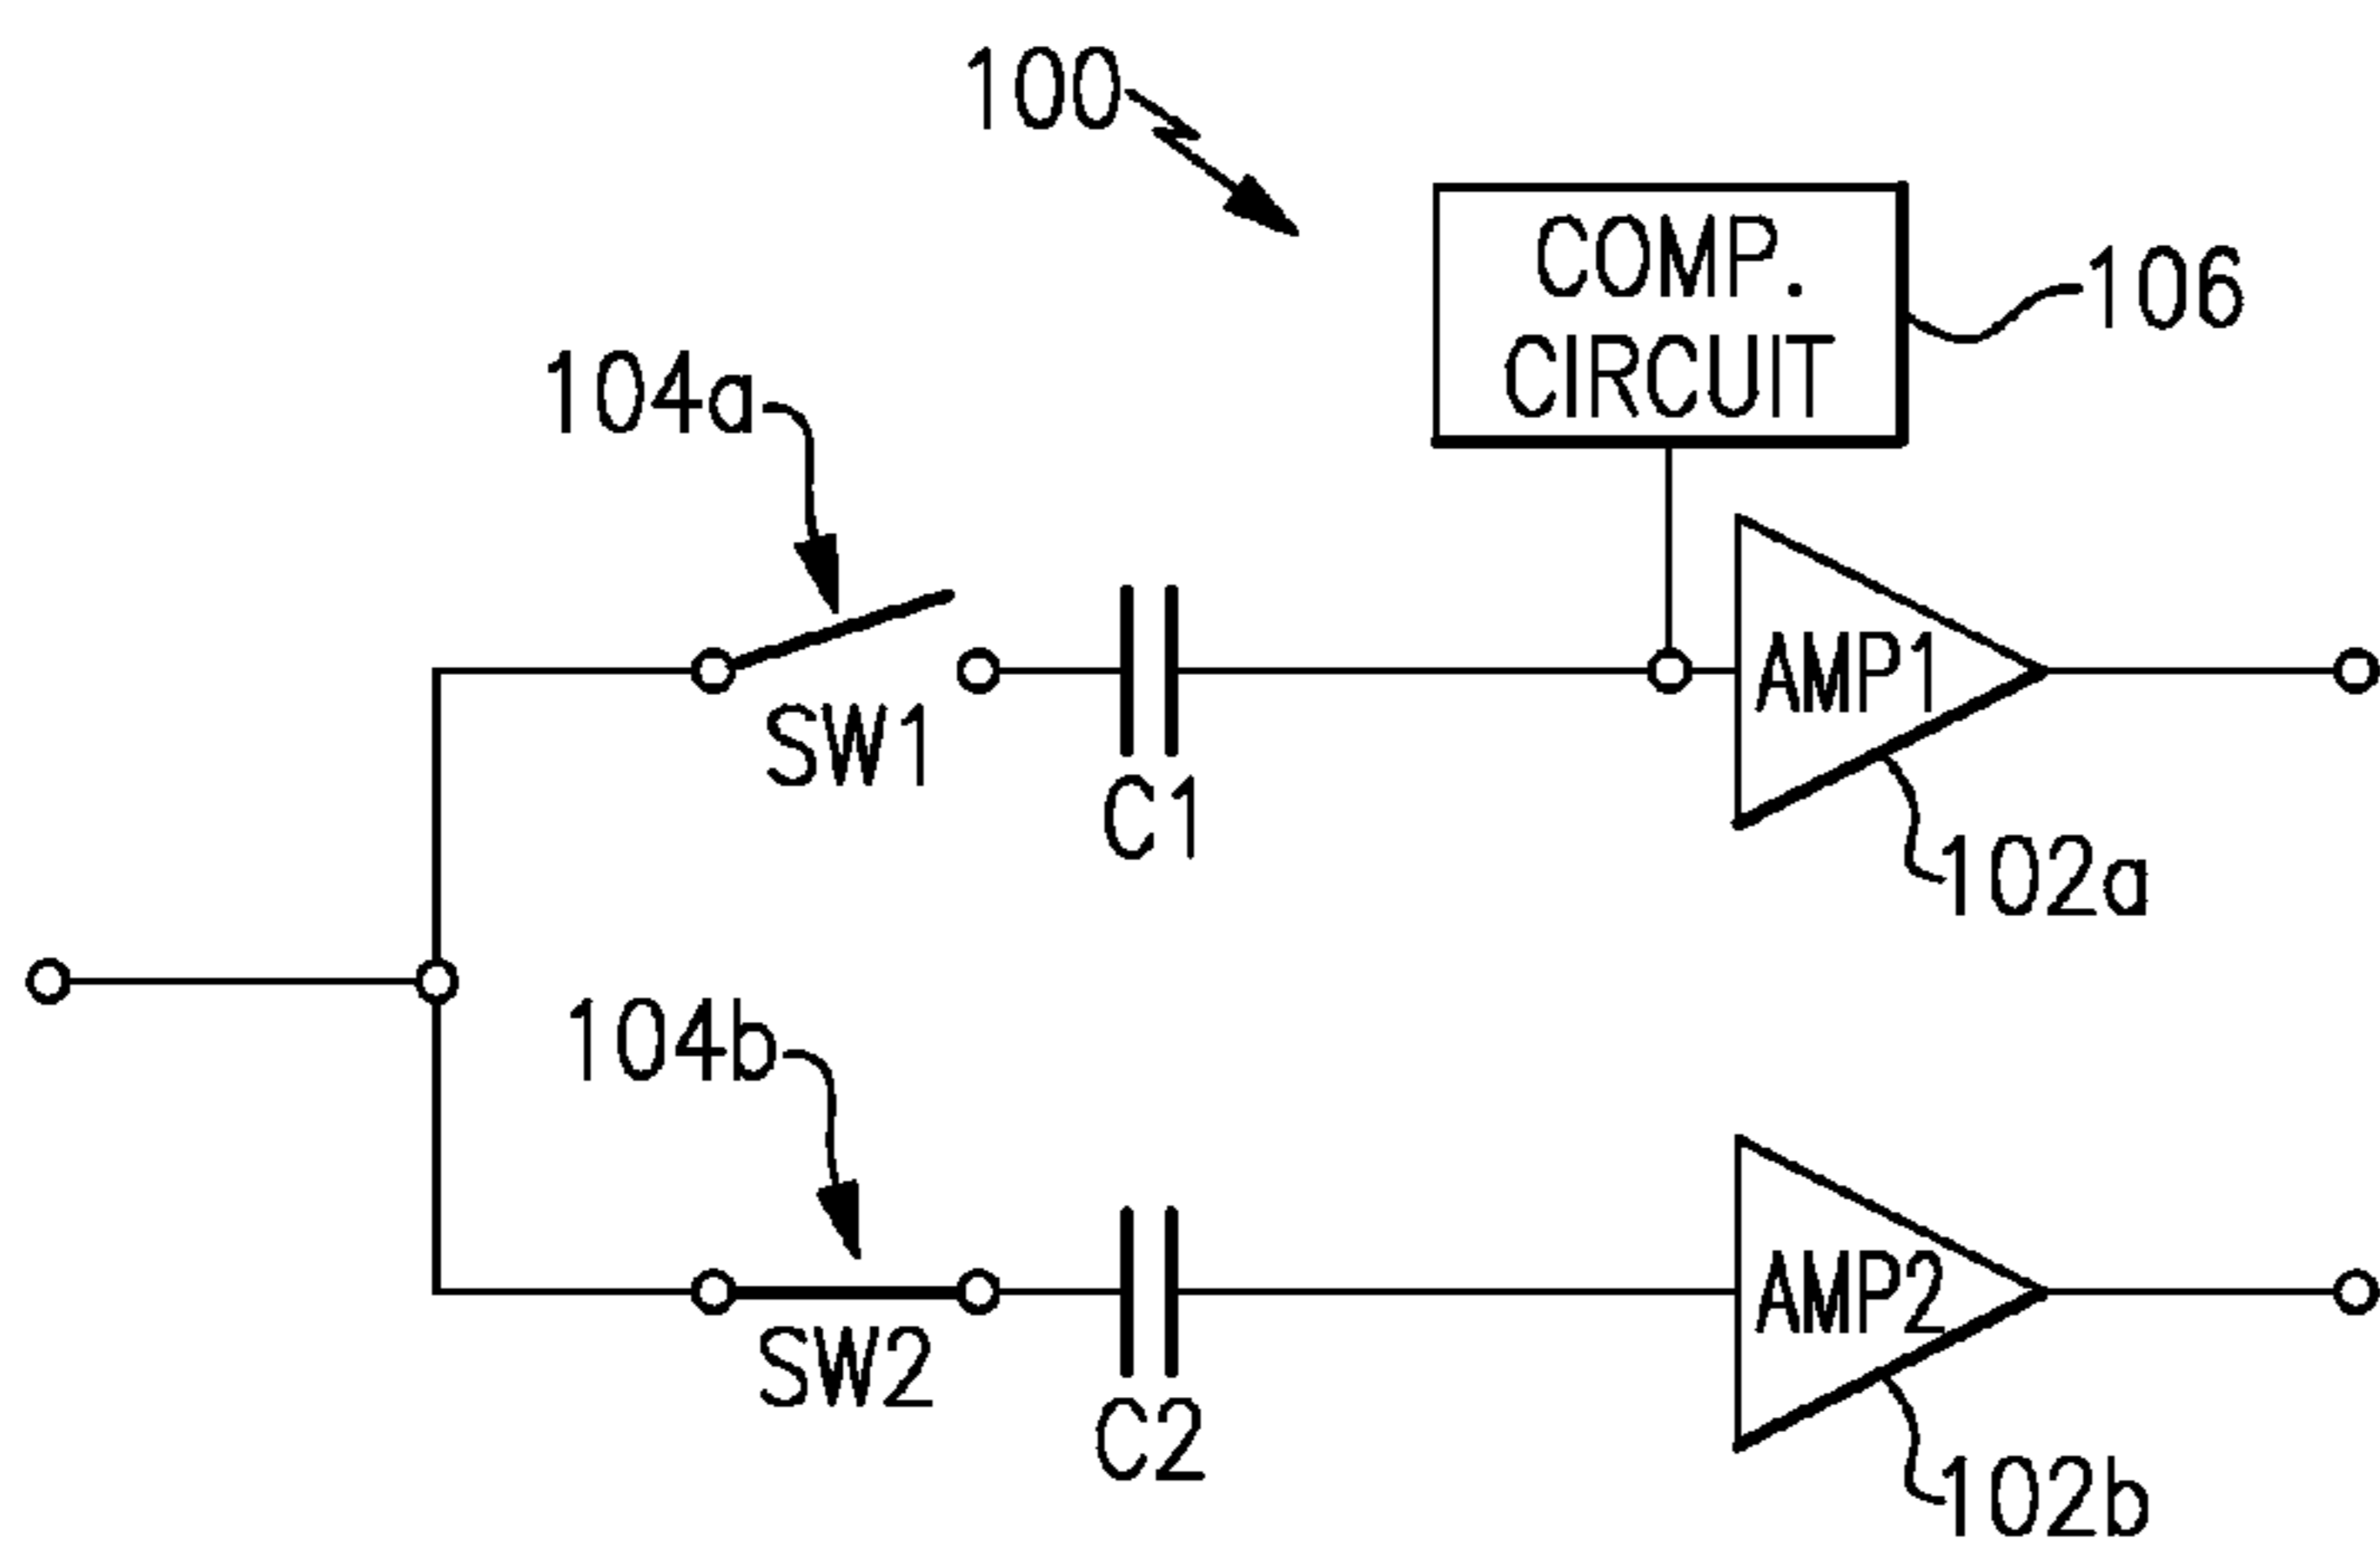 100
COMP.
CIRCUIT
106
104a
SW1
C1
AMP1
102a
104b
SW2
C2
AMP2
102b